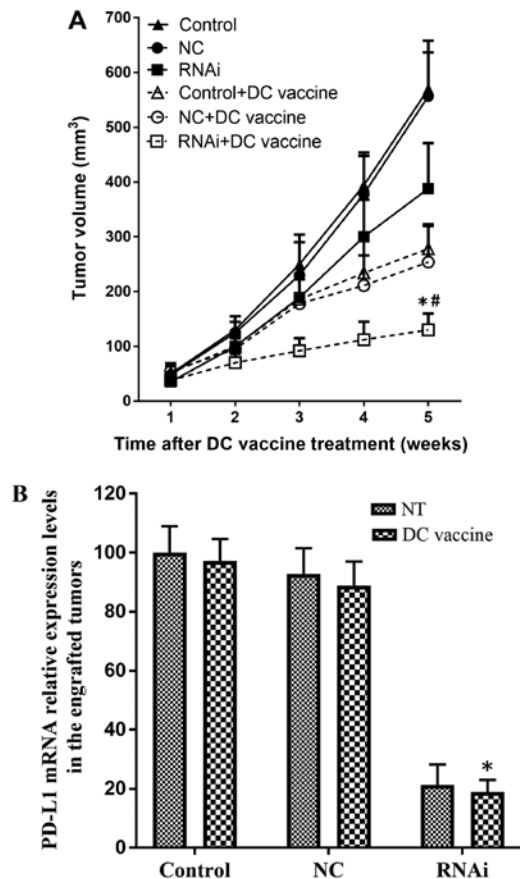 A
700
600
500
400
300
200
100
0
Tumor volume (mm³)
Control
NC
RNAi
Control+DC vaccine
NC+DC vaccine
RNAi+DC vaccine
*#
1 2 3 4 5
Time after DC vaccine treatment (weeks)
B
120
100
80
60
40
20
0
PD-L1 mRNA relative expression levels
in the engrafted tumors
NT
DC vaccine
*
Control NC RNAi